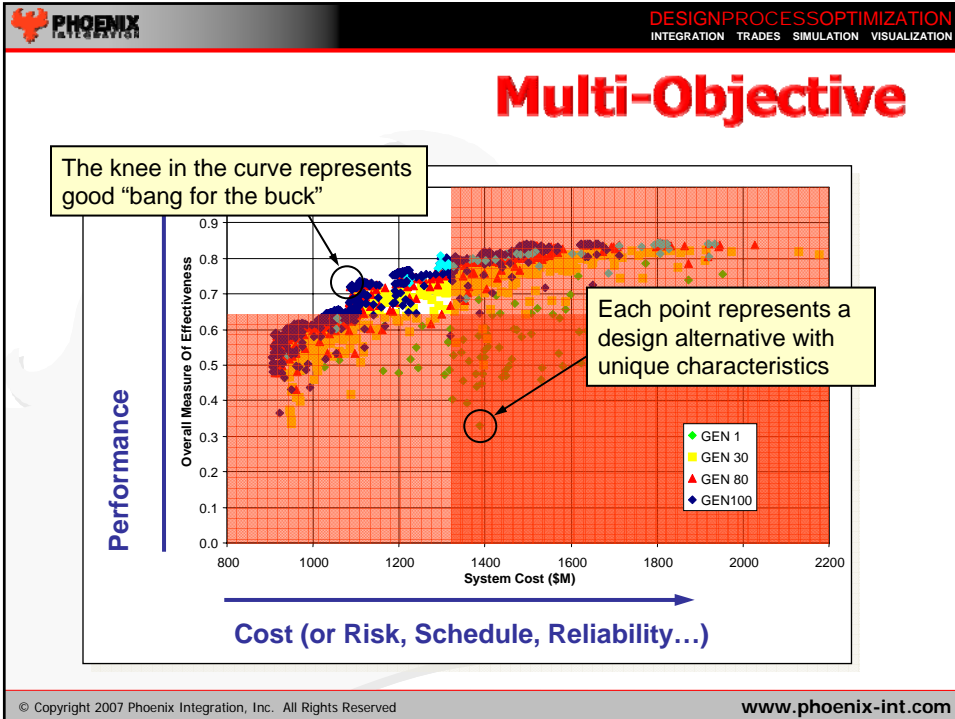 PHOENIX
INTEGRATION
DESIGNPROCESSOPTIMIZATION
INTEGRATION TRADES SIMULATION VISUALIZATION
Multi-Objective
The knee in the curve represents
good “bang for the buck”
0.9
0.8
0.7
0.6
0.5
0.4
0.3
0.2
0.1
0.0
Overall Measure Of Effectiveness
Performance
Each point represents a
design alternative with
unique characteristics
GEN 1
GEN 30
GEN 80
GEN100
800 1000 1200 1400 1600 1800 2000 2200
System Cost ($M)
Cost (or Risk, Schedule, Reliability…)
© Copyright 2007 Phoenix Integration, Inc. All Rights Reserved
www.phoenix-int.com